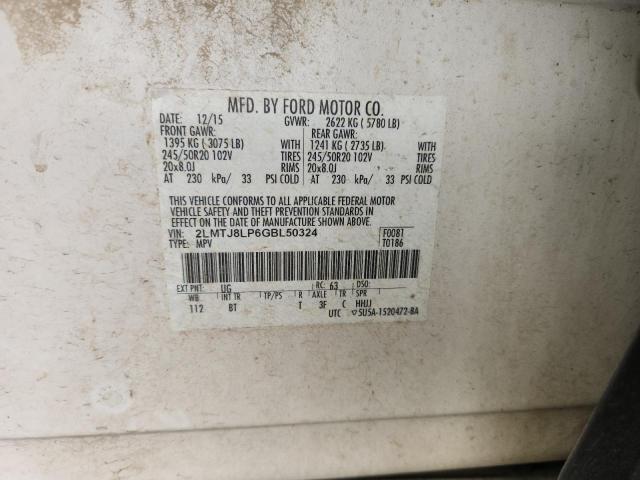 MFD. BY FORD MOTOR CO.
DATE: 12/15 GVWR: 2622 KG ( 5780 LB)
FRONT GAWR: REAR GAWR:
1395 KG ( 3075 LB) 1241 KG ( 2735 LB)
245/50R20 102V TIRES 245/50R20 102V TIRES
20x8.0J RIMS 20x8.0J RIMS
AT 230 kPa/ 33 PSI COLD AT 230 kPa/ 33 PSI COLD
THIS VEHICLE CONFORMS TO ALL APPLICABLE FEDERAL MOTOR
VEHICLE SAFETY AND THEFT PREVENTION STANDARDS IN
EFFECT ON THE DATE OF MANUFACTURE SHOWN ABOVE.
VIN: 2LMTJ8LP6GBL50324 F0081
TYPE: MPV T0186
EXT PNT: UG RC: 63 DSO:
WB INT TR TP/PS R AXLE TR SPR
112 BT T 3F C HHJJ
UTC ▽5U5A-1520472-BA